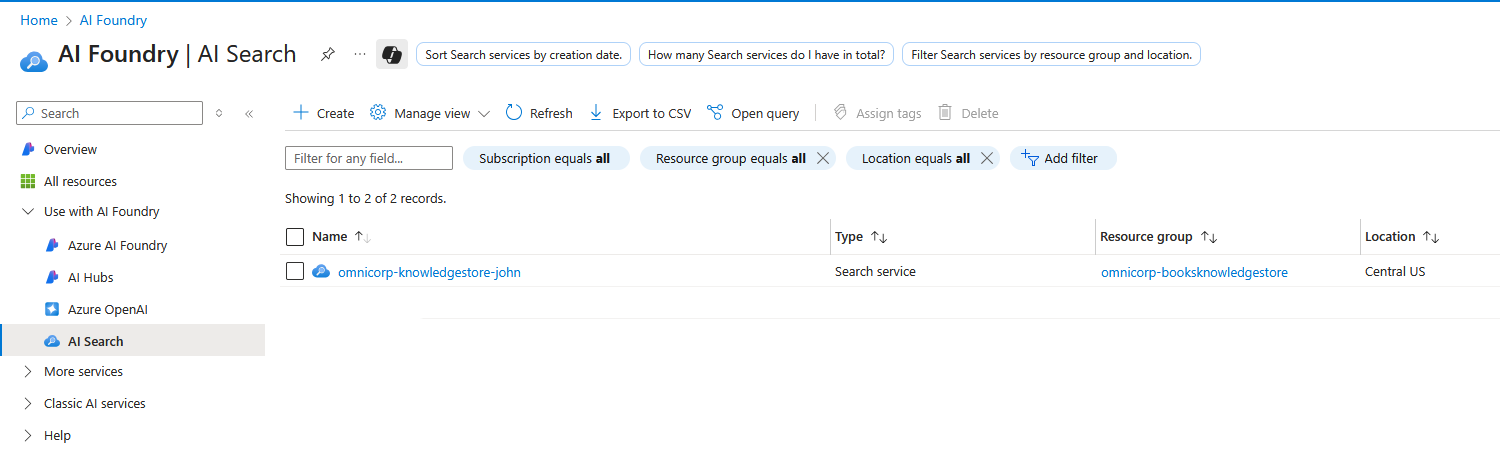 Home > AI Foundry
AI Foundry | AI Search
... Sort Search services by creation date. How many Search services do I have in total? Filter Search services by resource group and location.
Search
Create Manage view Refresh Export to CSV Open query Assign tags Delete
Overview
All resources
Use with AI Foundry
Azure AI Foundry
AI Hubs
Azure OpenAI
AI Search
More services
Classic AI services
Help
Filter for any field... Subscription equals all Resource group equals all Location equals all Add filter
Showing 1 to 2 of 2 records.
Name Type Resource group Location
omnicorp-knowledgestore-john Search service omnicorp-booksknowledgestore Central US